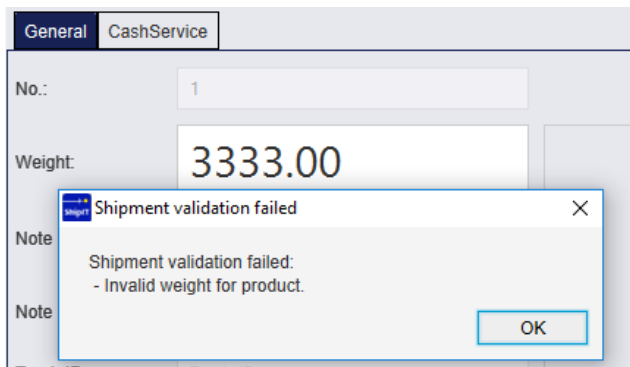 General CashService
No.: 1
Weight: 3333.00
ShipIT Shipment validation failed
Note
Shipment validation failed:
- Invalid weight for product.
Note
OK